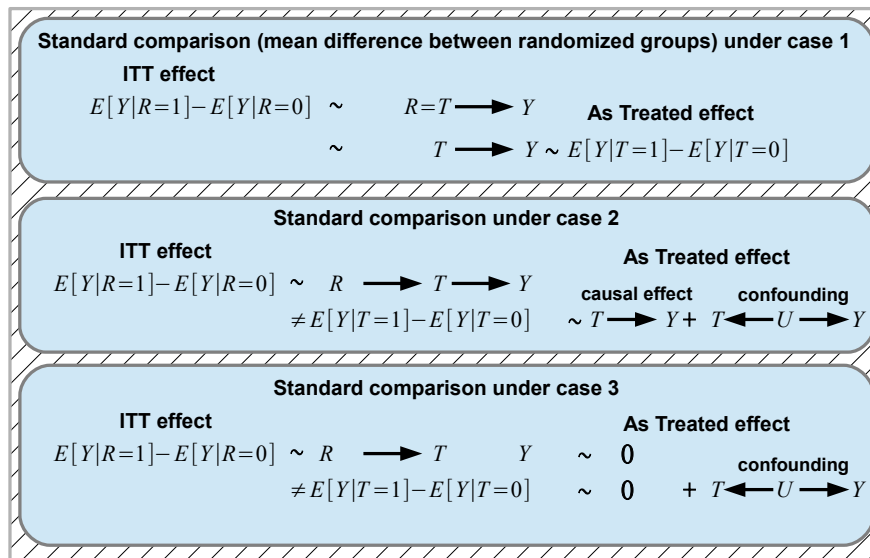 Standard comparison (mean difference between randomized groups) under case 1
ITT effect
E[Y|R=1]−E[Y|R=0] ~ R=T → Y
As Treated effect
~ T → Y ~ E[Y|T=1]−E[Y|T=0]
Standard comparison under case 2
ITT effect
As Treated effect
E[Y|R=1]−E[Y|R=0] ~ R → T → Y
causal effect confounding
≠E[Y|T=1]−E[Y|T=0] ~ T → Y + T ← U → Y
Standard comparison under case 3
ITT effect
As Treated effect
E[Y|R=1]−E[Y|R=0] ~ R → T Y ~ 0
confounding
≠E[Y|T=1]−E[Y|T=0] ~ 0 + T ← U → Y